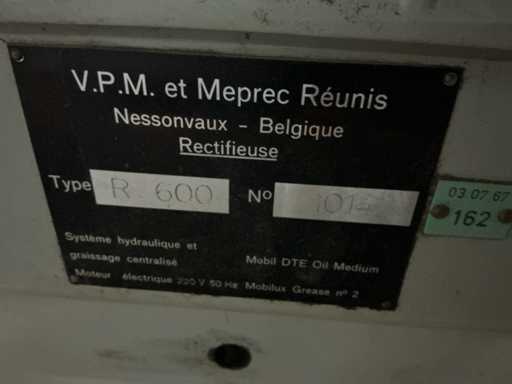 V.P.M. et Meprec Réunis
Nessonvaux - Belgique
Rectifieuse
Type R. 600 Nº
03.07.67
162
Système hydraulique et
graissage centralisé Mobil DTE Oil Medium
Moteur électrique 220 V 50 Hz Mobilux Grease nº 2